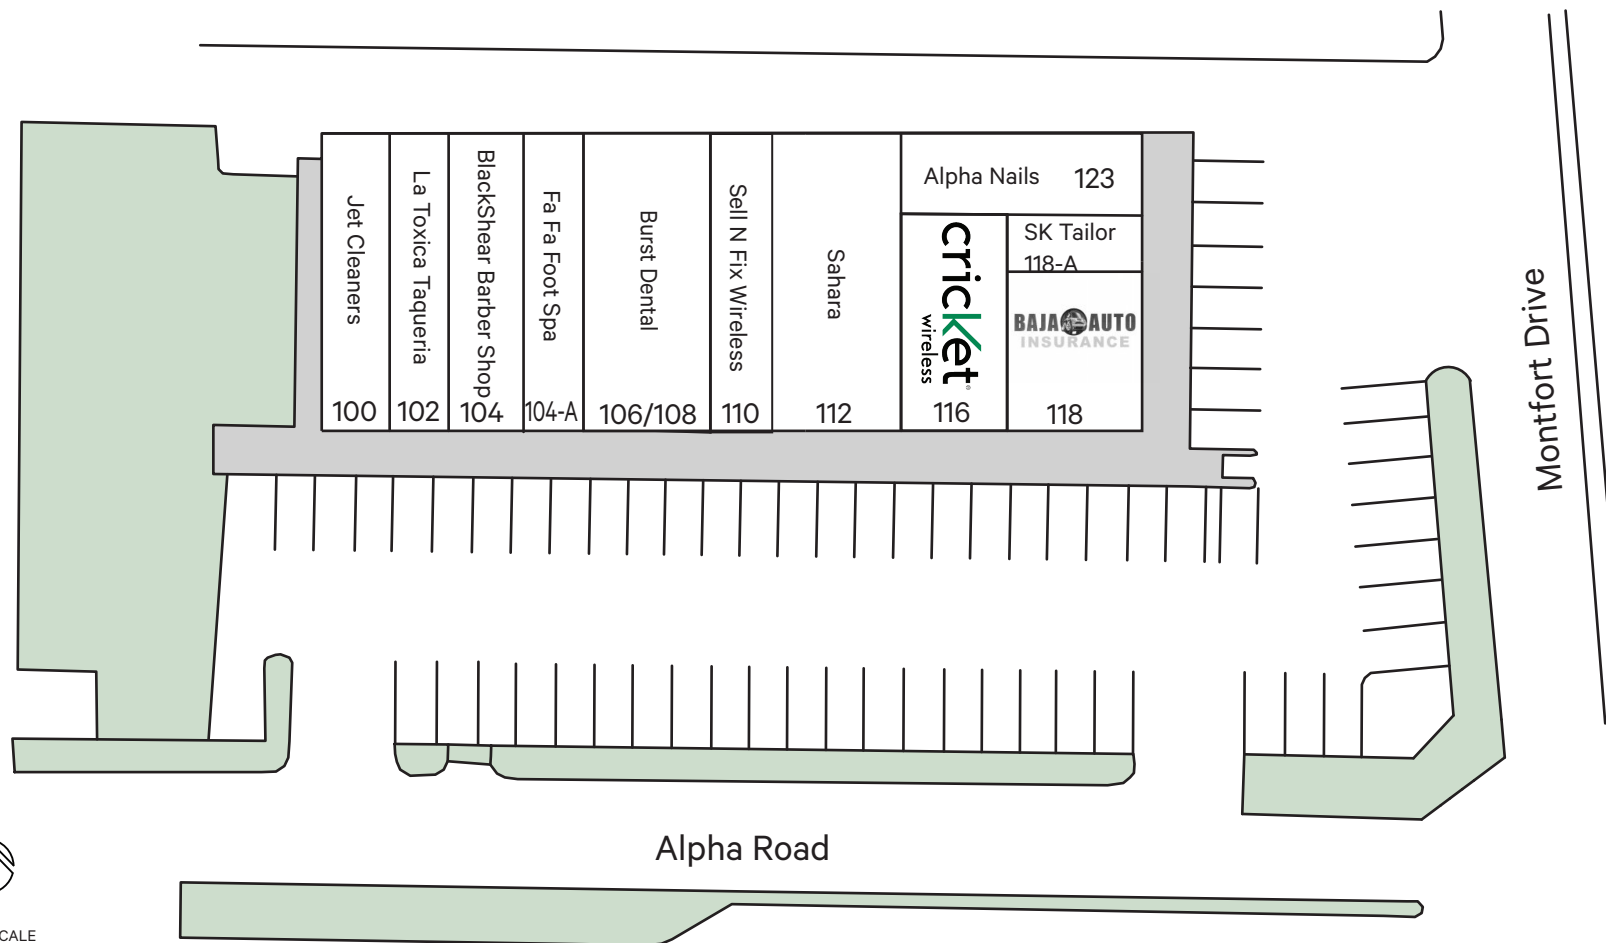 Jet Cleaners
100
La Toxica Taqueria
102
BlackShear Barber Shop
104
Fa Fa Foot Spa
104-A
Burst Dental
106/108
Sell N Fix Wireless
110
Sahara
112
Alpha Nails 123
cricket
wireless
116
SK Tailor
118-A
BAJA AUTO
INSURANCE
118
Montfort Drive
Alpha Road
CALE